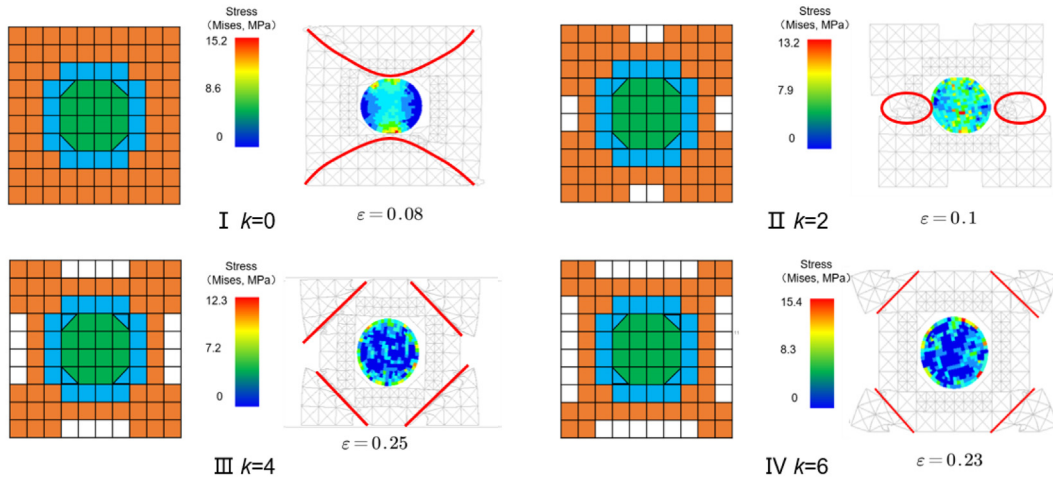 Stress
(Mises, MPa)
15.2
8.6
0
Ⅰ k=0
ε = 0.08
Stress
(Mises, MPa)
13.2
7.9
0
Ⅱ k=2
ε = 0.1
Stress
(Mises, MPa)
12.3
7.2
0
Ⅲ k=4
ε = 0.25
Stress
(Mises, MPa)
15.4
8.3
0
Ⅳ k=6
ε = 0.23